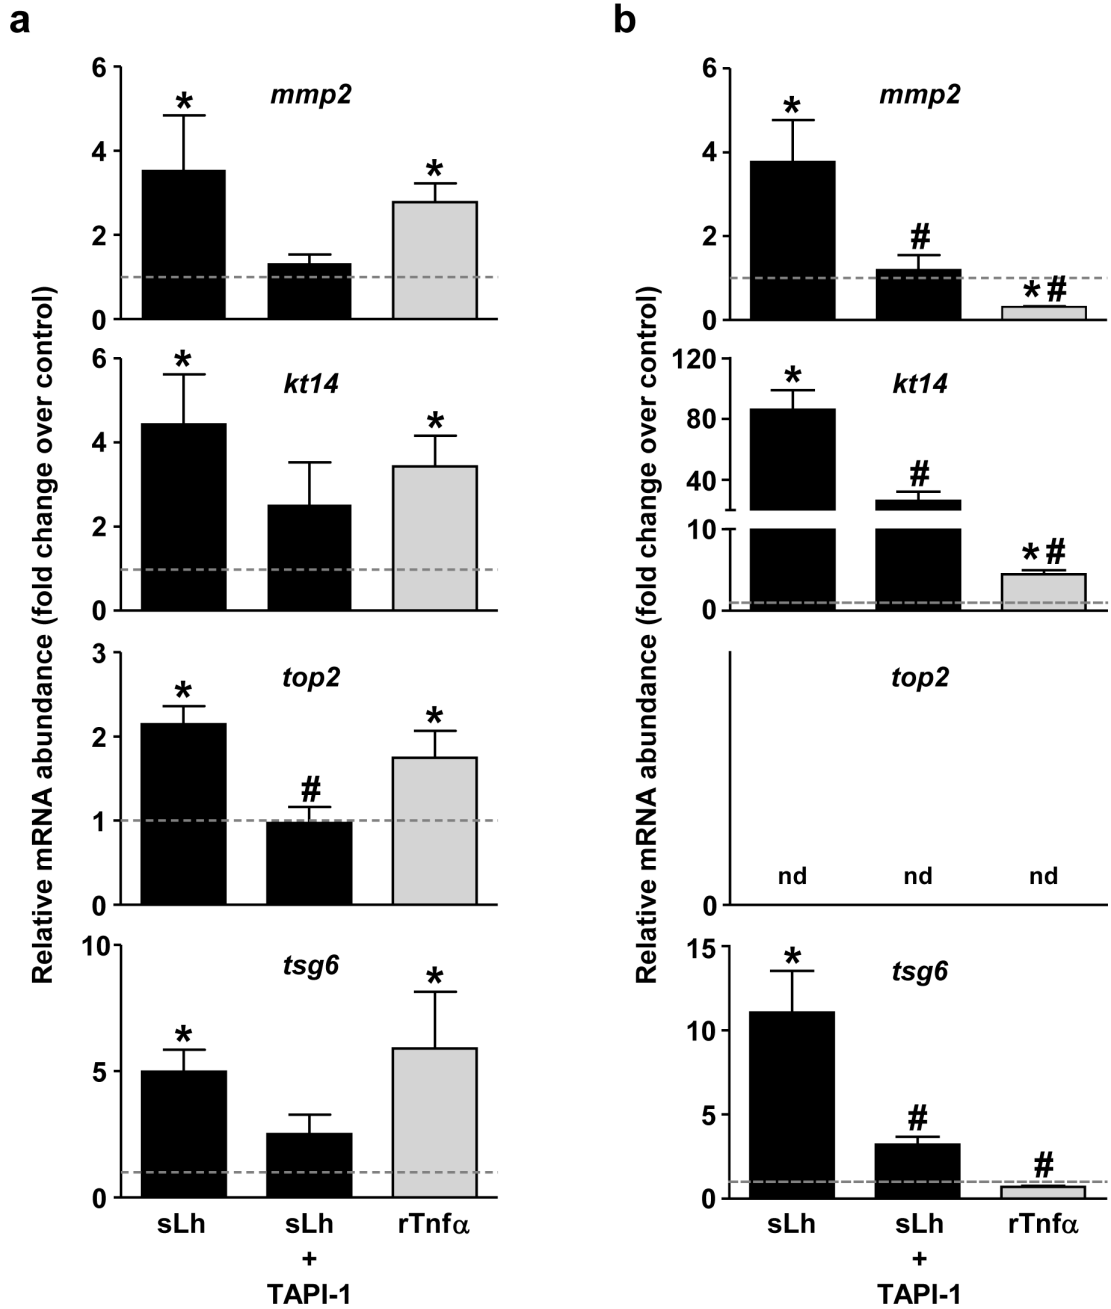 a
Relative mRNA abundance (fold change over control)
6
4
2
0
*
*
mmp2
6
4
2
0
*
*
kt14
3
2
1
0
*
#
*
top2
10
5
0
*
*
tsg6
sLh
sLh
+
TAPI-1
rTnfα
b
Relative mRNA abundance (fold change over control)
6
4
2
0
*
#
* #
mmp2
120
80
40
10
0
*
#
* #
kt14
0
top2
nd
nd
nd
15
10
5
0
*
#
#
tsg6
sLh
sLh
+
TAPI-1
rTnfα